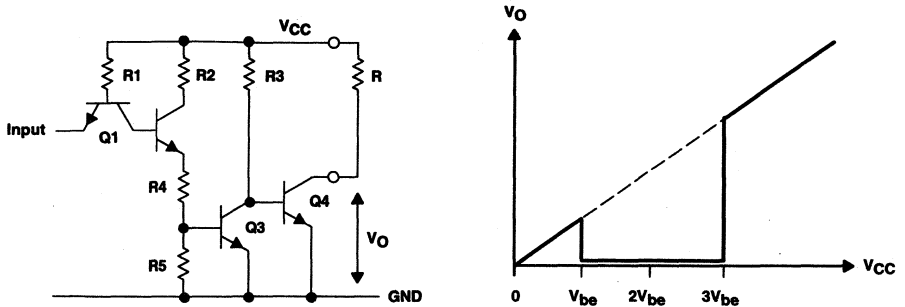 VCC
R1
R2
R3
R
Input
Q1
R4
Q3
Q4
R5
VO
GND
VO
VCC
0
Vbe
2Vbe
3Vbe